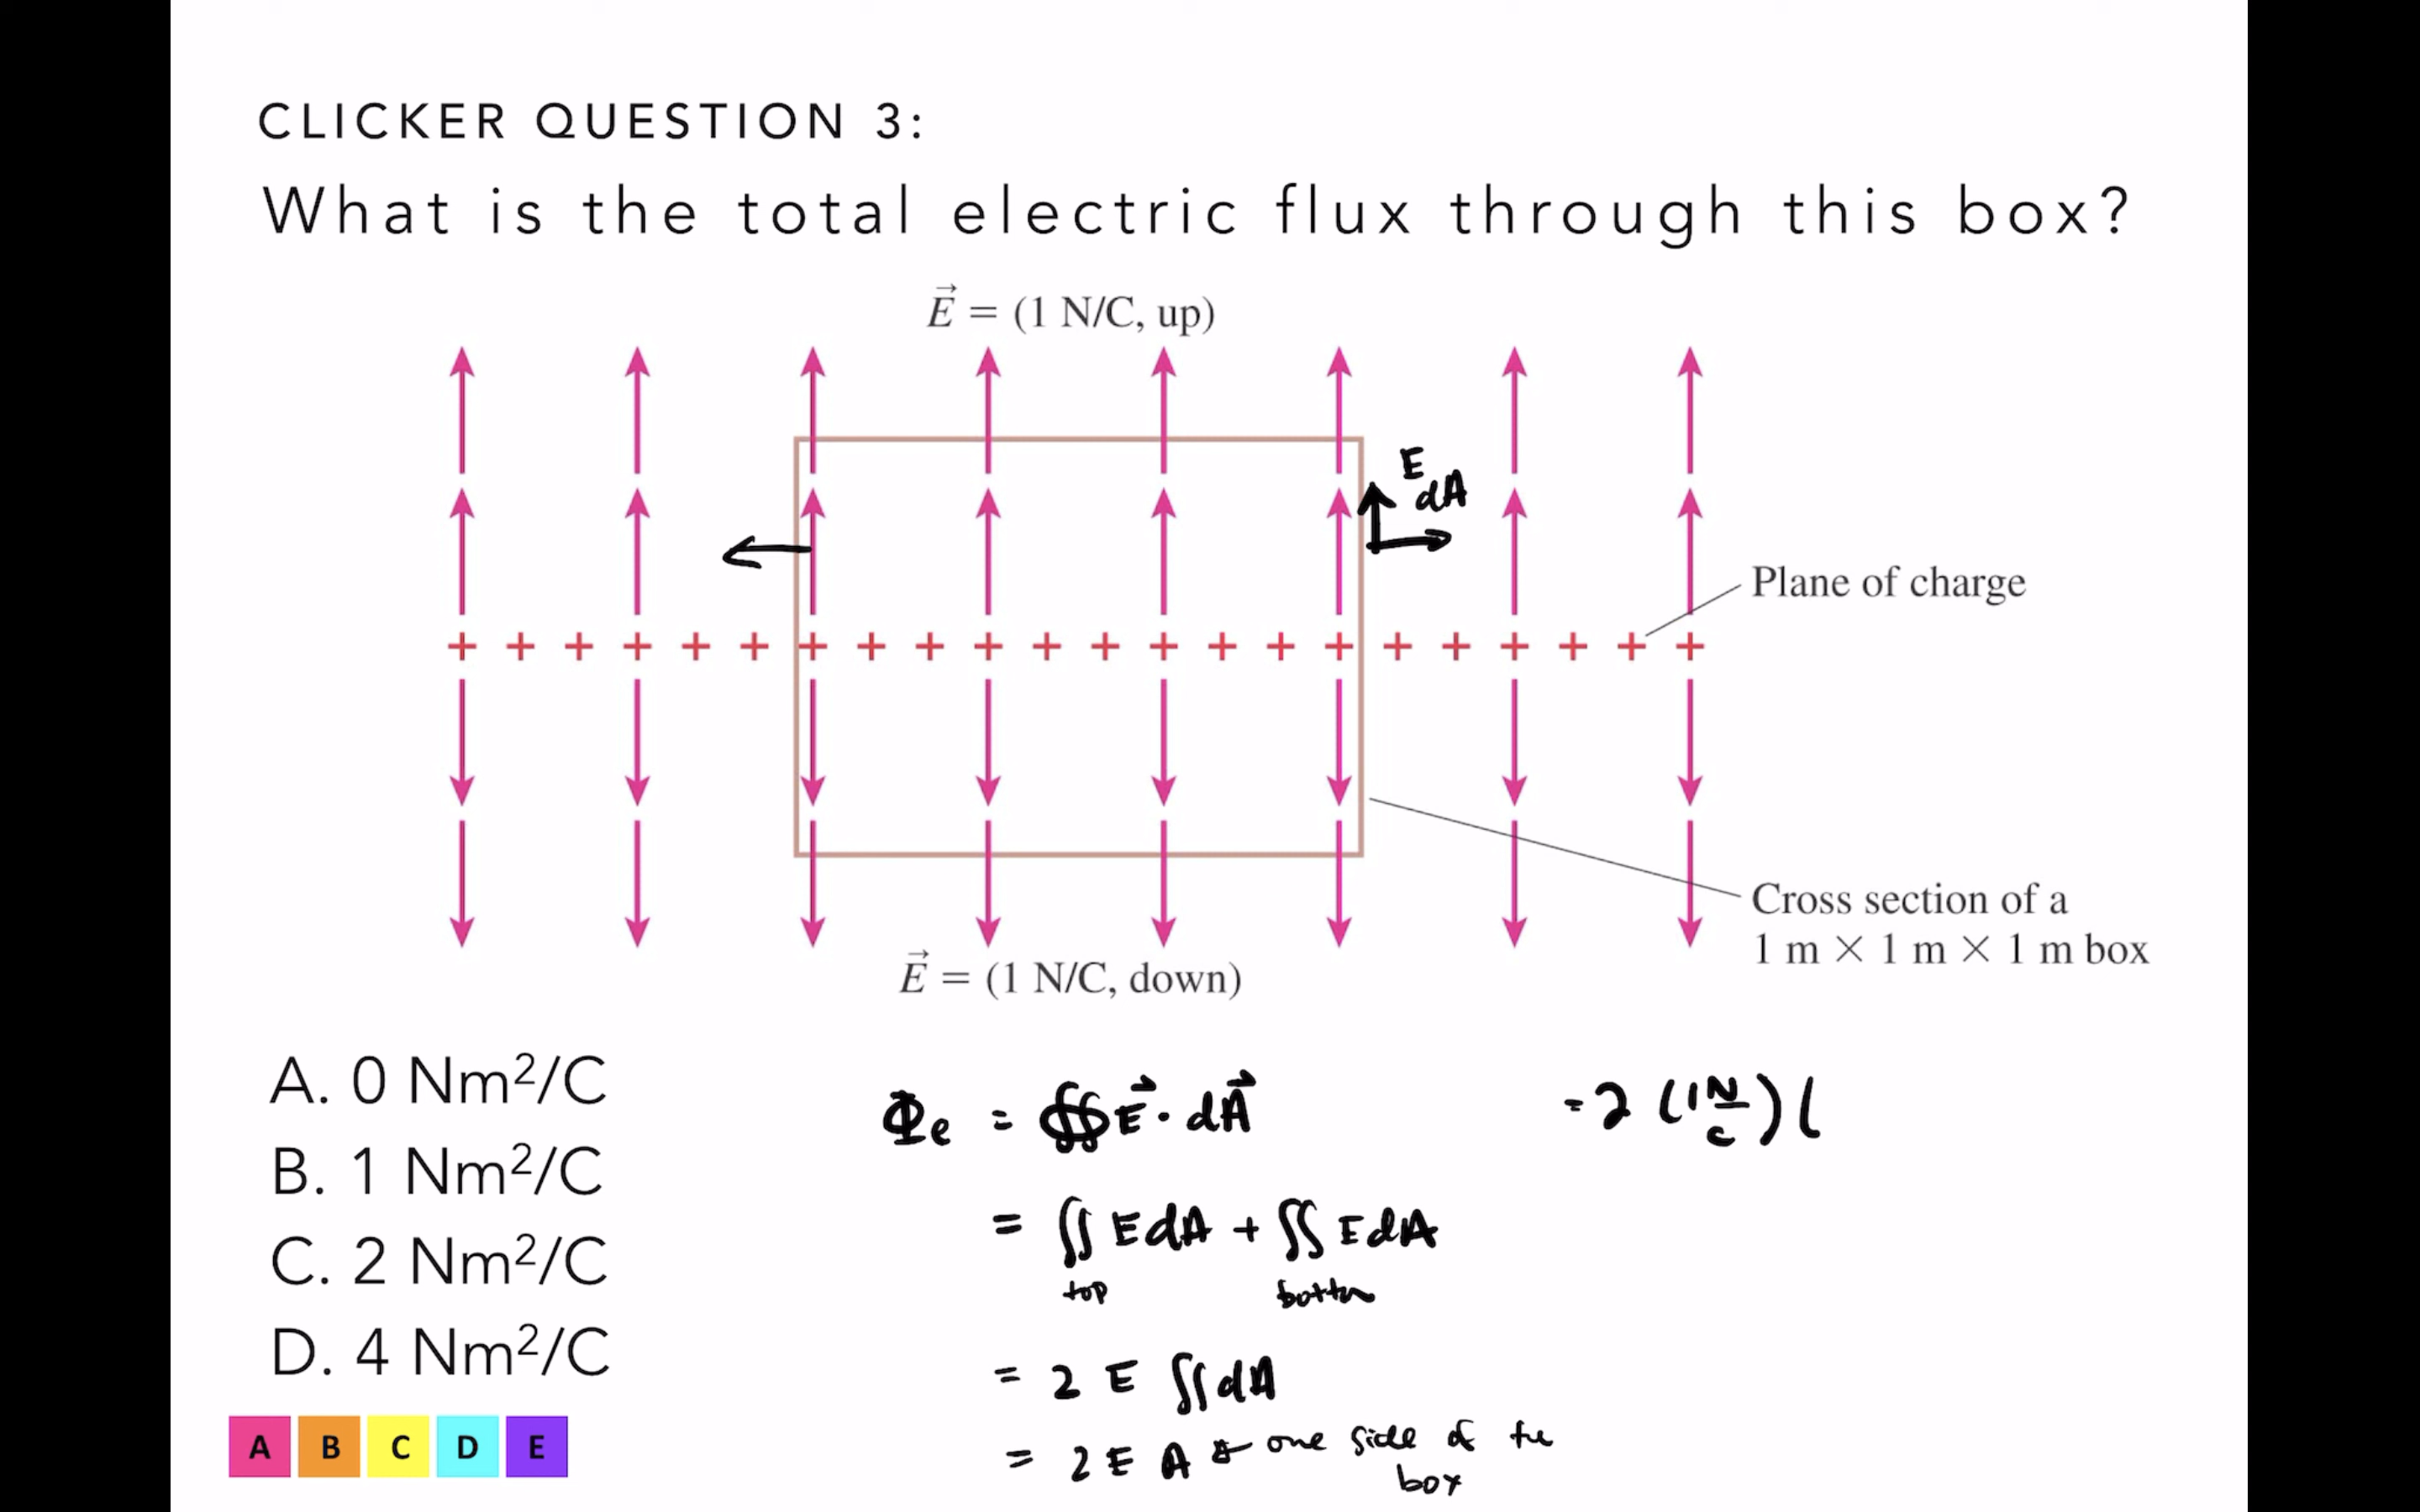 CLICKER QUESTION 3:
What is the total electric flux through this box?
E⃗ = (1 N/C, up)
E
dA
Plane of charge
+ + + + + + + + + + + + + + + + + + + + + +
Cross section of a
1 m × 1 m × 1 m box
E⃗ = (1 N/C, down)
A. 0 Nm²/C
B. 1 Nm²/C
C. 2 Nm²/C
D. 4 Nm²/C
A B C D E
Φe = ∯ E⃗ · dA⃗
= ∬ E dA + ∬ E dA
top bottom
= 2 E ∬ dA
= 2 E A ← one side of the
box
= 2 (1 N/C) (